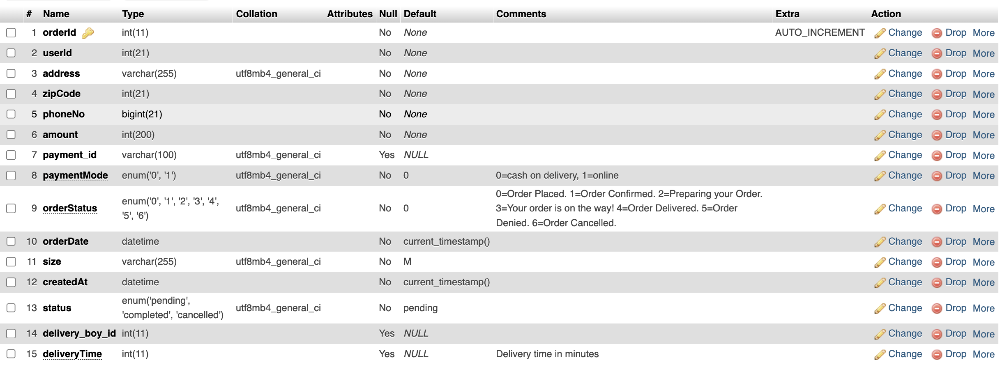 # Name Type Collation Attributes Null Default Comments Extra Action
1 orderId int(11) No None AUTO_INCREMENT Change Drop More
2 userId int(21) No None Change Drop More
3 address varchar(255) utf8mb4_general_ci No None Change Drop More
4 zipCode int(21) No None Change Drop More
5 phoneNo bigint(21) No None Change Drop More
6 amount int(200) No None Change Drop More
7 payment_id varchar(100) utf8mb4_general_ci Yes NULL Change Drop More
8 paymentMode enum('0', '1') utf8mb4_general_ci No 0 0=cash on delivery, 1=online Change Drop More
9 orderStatus enum('0', '1', '2', '3', '4',
'5', '6') utf8mb4_general_ci No 0 0=Order Placed. 1=Order Confirmed. 2=Preparing your Order.
3=Your order is on the way! 4=Order Delivered. 5=Order
Denied. 6=Order Cancelled. Change Drop More
10 orderDate datetime No current_timestamp() Change Drop More
11 size varchar(255) utf8mb4_general_ci No M Change Drop More
12 createdAt datetime No current_timestamp() Change Drop More
13 status enum('pending',
'completed', 'cancelled') utf8mb4_general_ci No pending Change Drop More
14 delivery_boy_id int(11) Yes NULL Change Drop More
15 deliveryTime int(11) Yes NULL Delivery time in minutes Change Drop More